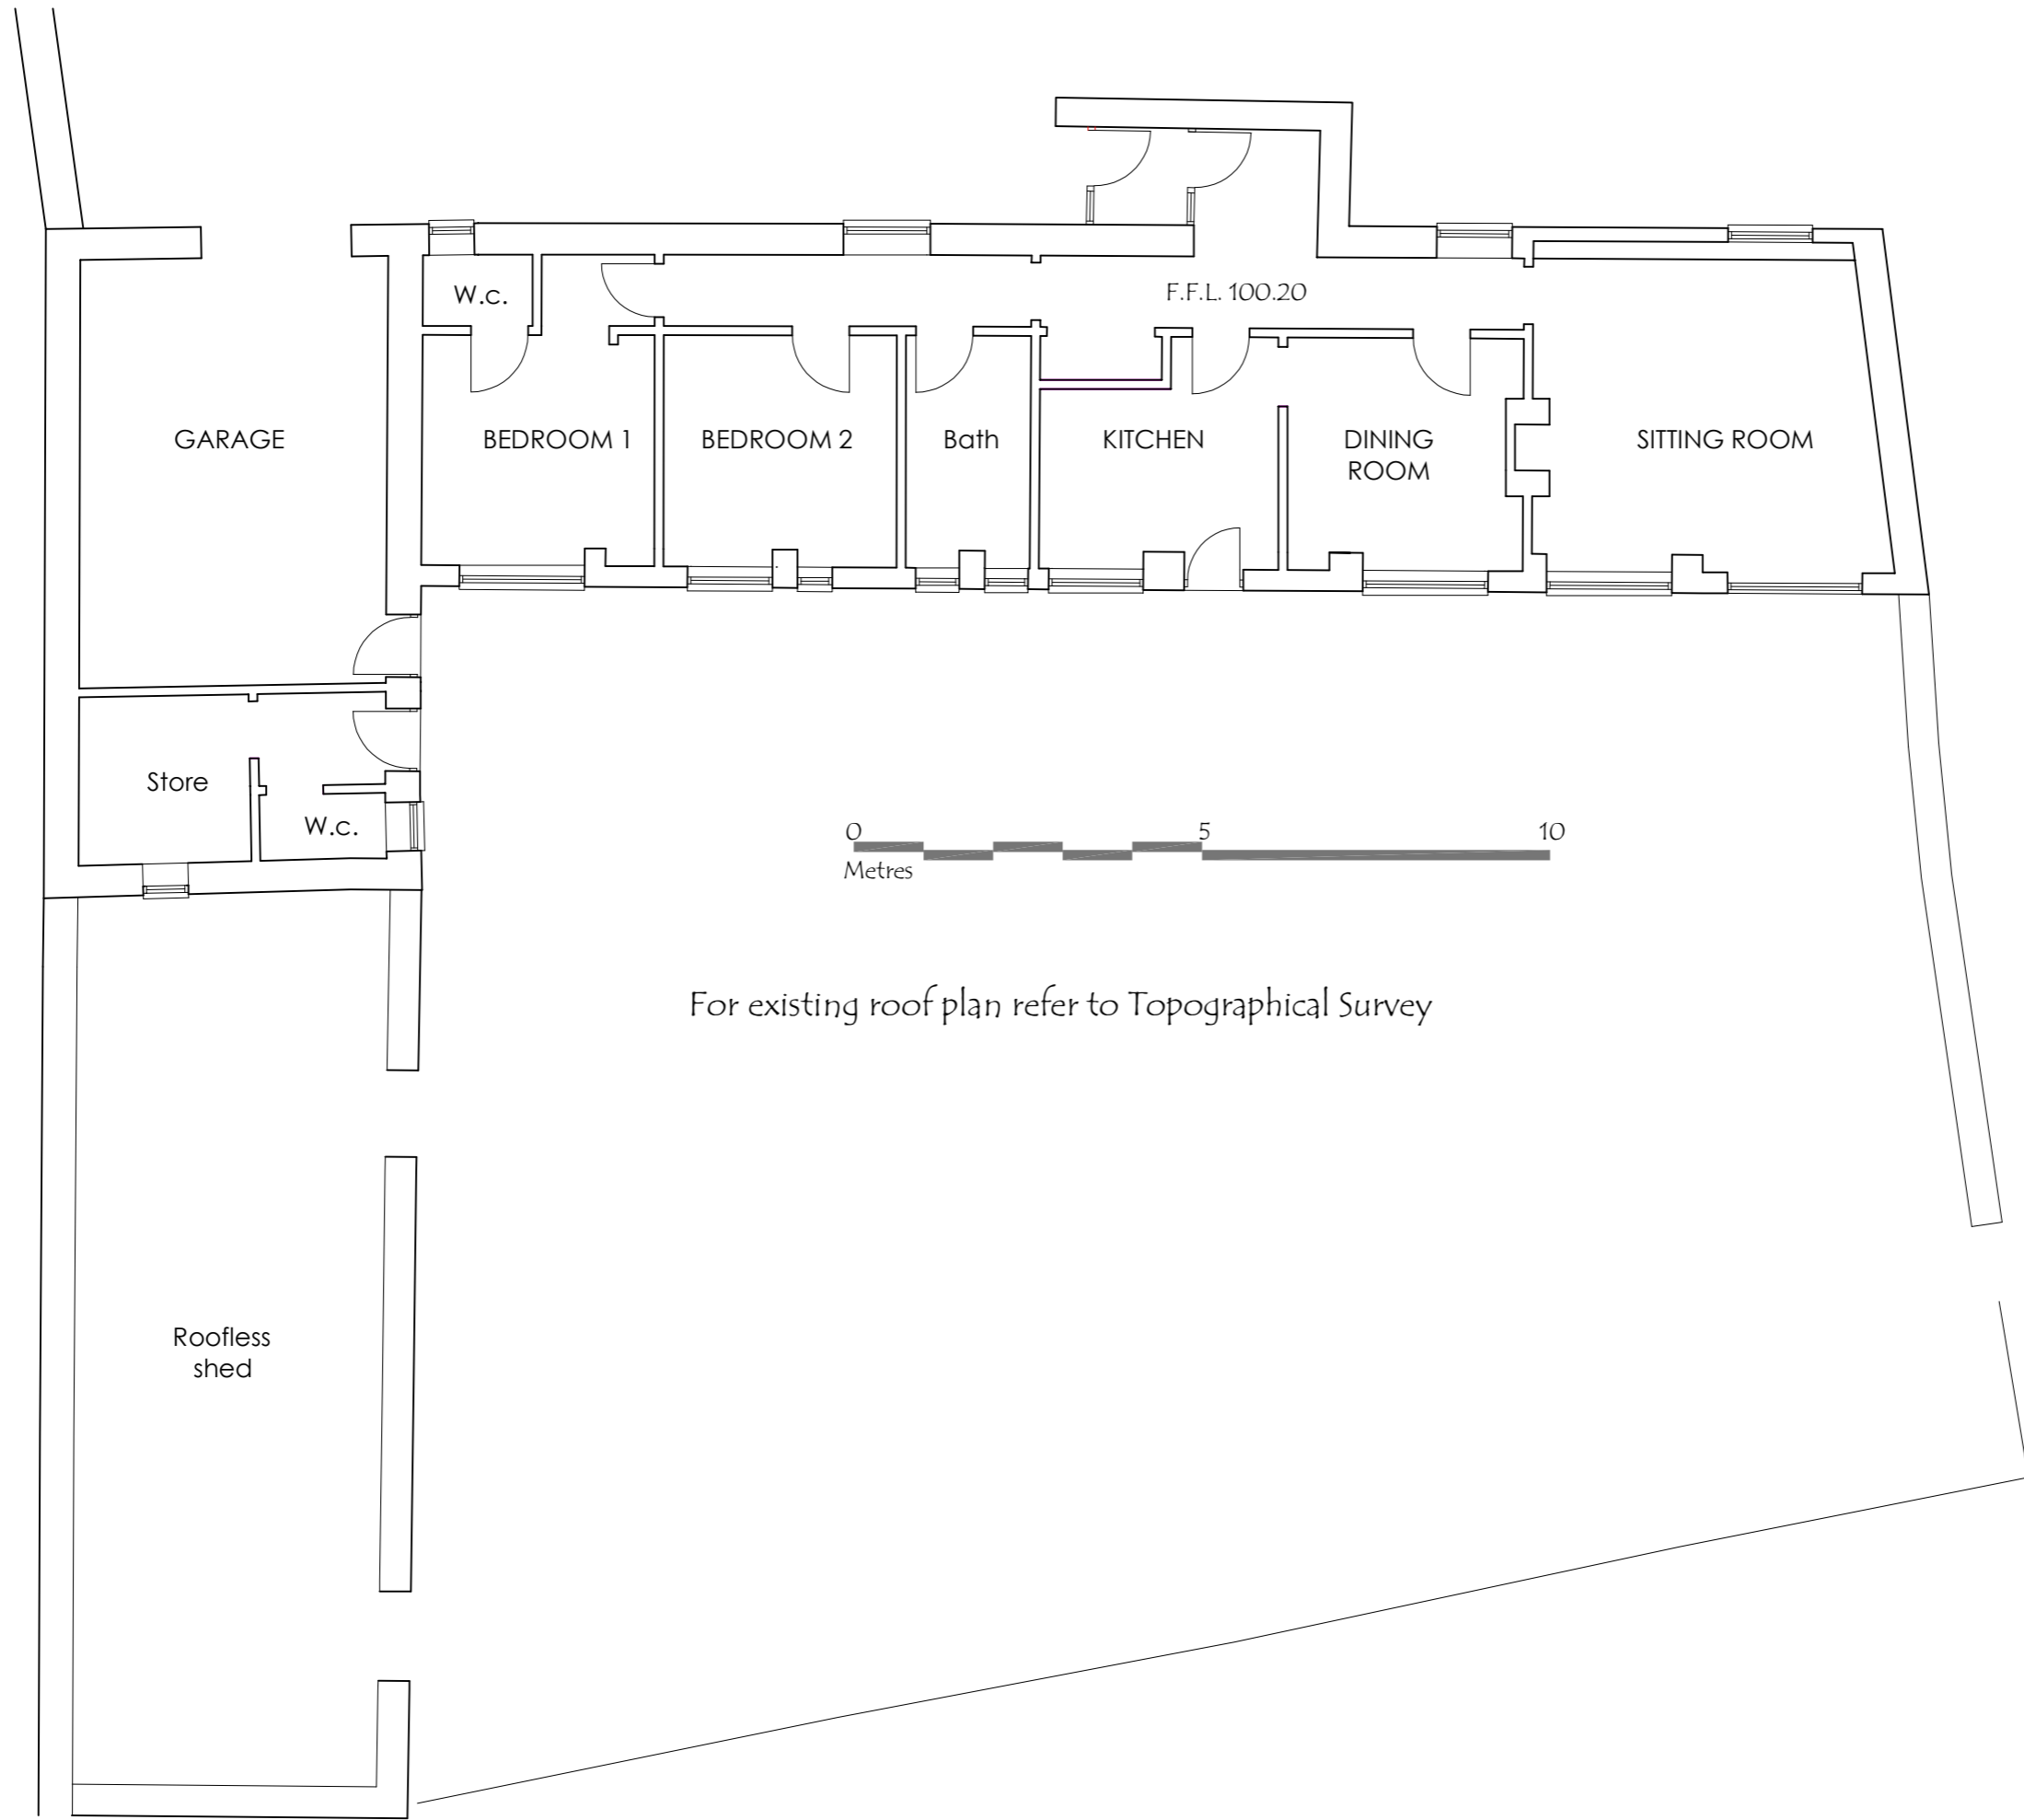 W.c.
F.F.L. 100.20
GARAGE
BEDROOM 1
BEDROOM 2
Bath
KITCHEN
DINING
ROOM
SITTING ROOM
Store
W.c.
0 5 10
Metres
For existing roof plan refer to Topographical Survey
Roofless
shed